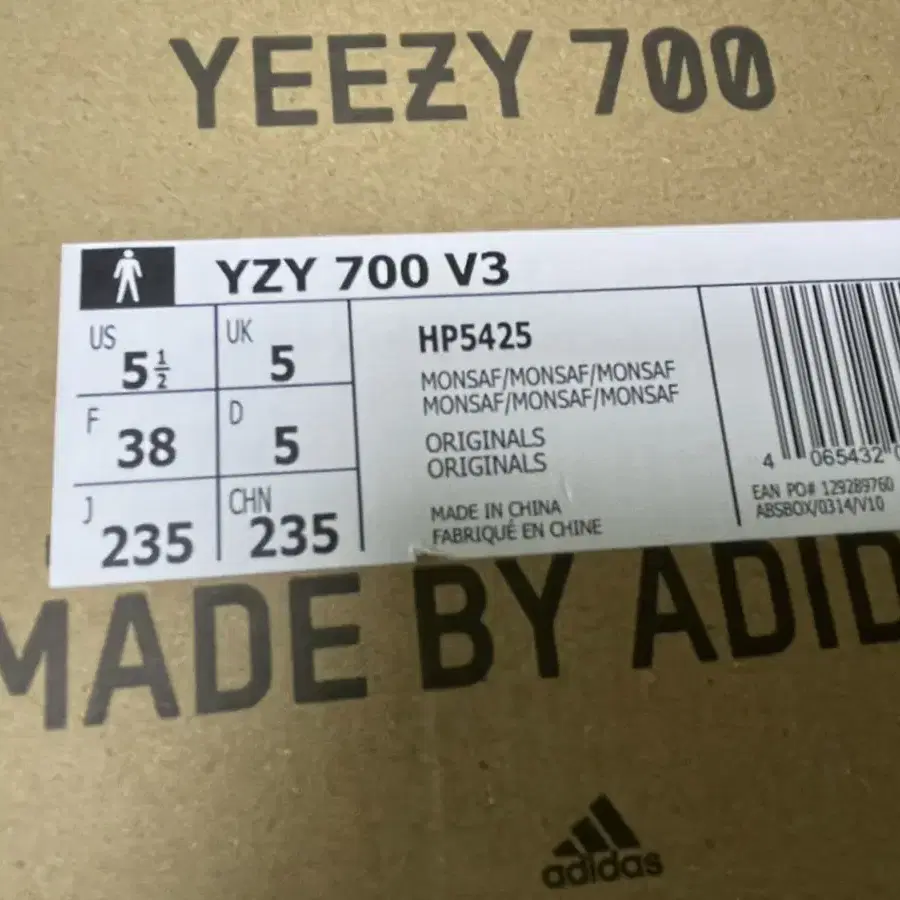 YEEZY 700
YZY 700 V3
US 5½
UK 5
F 38
D 5
J 235
CHN 235
HP5425
MONSAF/MONSAF/MONSAF
MONSAF/MONSAF/MONSAF
ORIGINALS
ORIGINALS
MADE IN CHINA
FABRIQUÉ EN CHINE
4 065432
EAN PO# 129289760
ABSBOX/0314/V10
MADE BY ADID
adidas